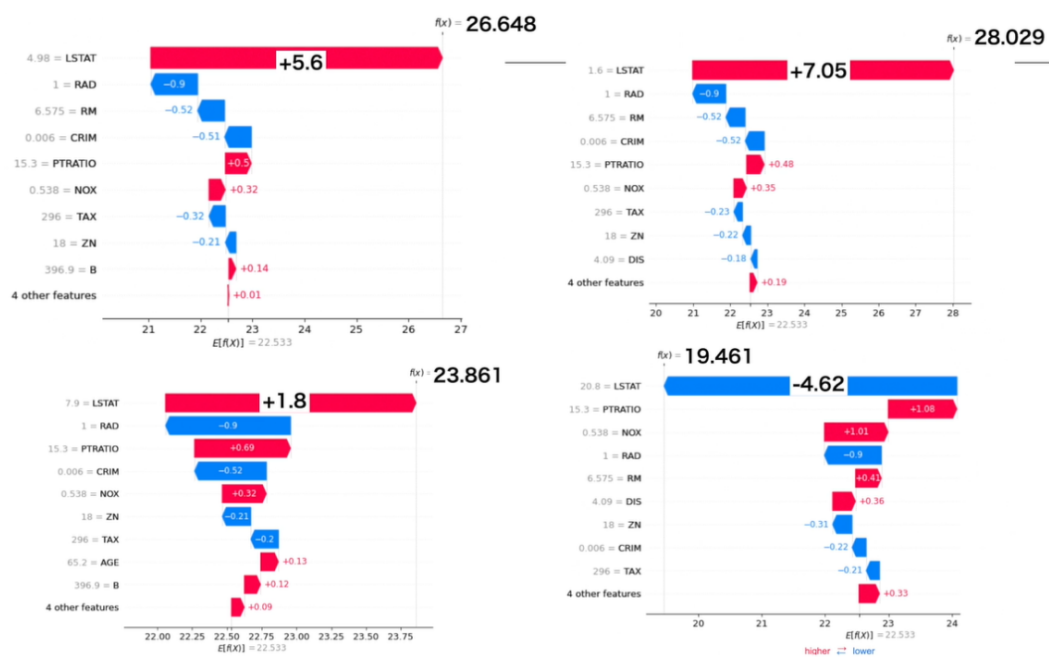 f(x) = 26.648
4.98 = LSTAT
+5.6
1 = RAD
−0.9
6.575 = RM
−0.52
0.006 = CRIM
−0.51
15.3 = PTRATIO
+0.5
0.538 = NOX
+0.32
296 = TAX
−0.32
18 = ZN
−0.21
396.9 = B
+0.14
4 other features
+0.01
21 22 23 24 25 26 27
E[f(X)] = 22.533
f(x) = 28.029
1.6 = LSTAT
+7.05
1 = RAD
−0.9
6.575 = RM
−0.52
0.006 = CRIM
−0.52
15.3 = PTRATIO
+0.48
0.538 = NOX
+0.35
296 = TAX
−0.23
18 = ZN
−0.22
4.09 = DIS
−0.18
4 other features
+0.19
20 21 22 23 24 25 26 27 28
E[f(X)] = 22.533
f(x) = 23.861
7.9 = LSTAT
+1.8
1 = RAD
−0.9
15.3 = PTRATIO
+0.69
0.006 = CRIM
−0.52
0.538 = NOX
+0.32
18 = ZN
−0.21
296 = TAX
−0.2
65.2 = AGE
+0.13
396.9 = B
+0.12
4 other features
+0.09
22.00 22.25 22.50 22.75 23.00 23.25 23.50 23.75
E[f(X)] = 22.533
f(x) = 19.461
20.8 = LSTAT
-4.62
15.3 = PTRATIO
+1.08
0.538 = NOX
+1.01
1 = RAD
−0.9
6.575 = RM
+0.41
4.09 = DIS
+0.36
18 = ZN
−0.31
0.006 = CRIM
−0.22
296 = TAX
−0.21
4 other features
+0.33
20 21 22 23 24
E[f(X)] = 22.533
higher ⇄ lower